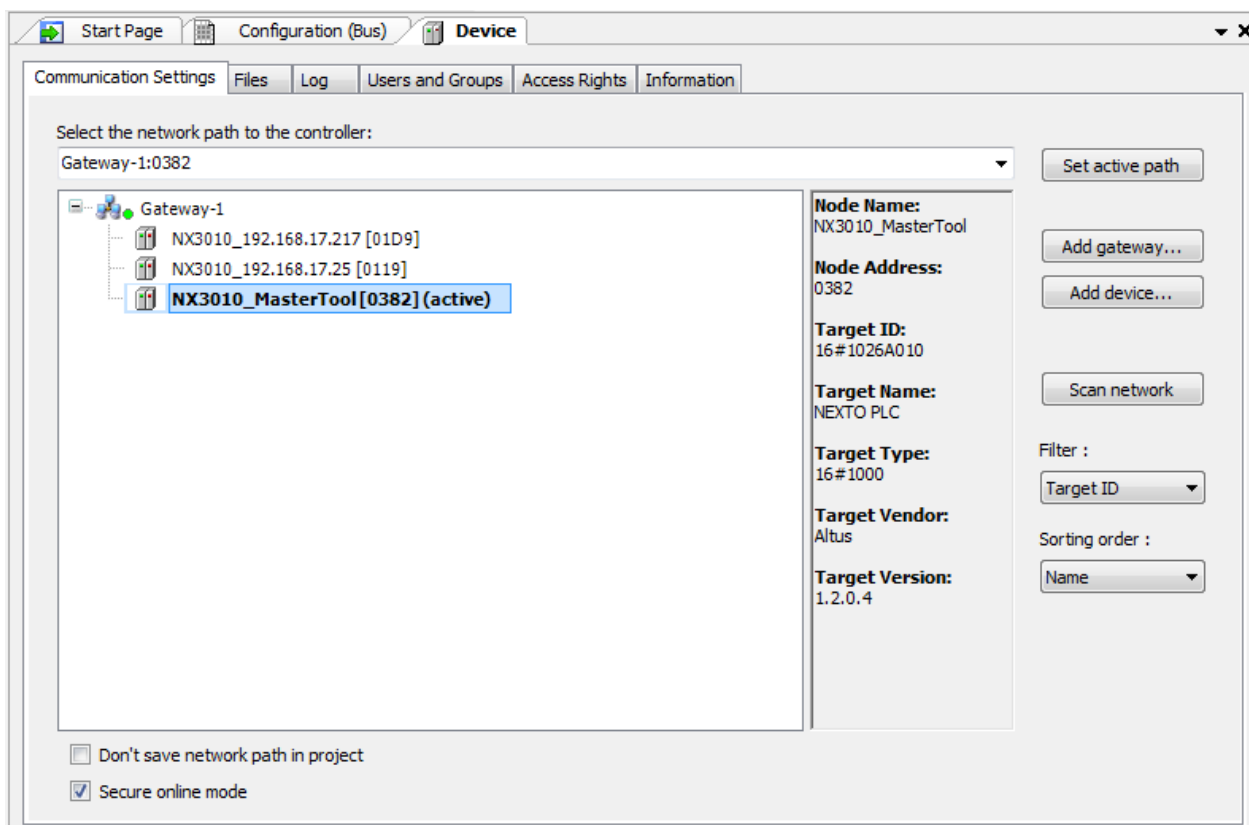 Start Page Configuration (Bus) Device
Communication Settings Files Log Users and Groups Access Rights Information
Select the network path to the controller:
Gateway-1:0382
Set active path
Gateway-1
NX3010_192.168.17.217 [01D9]
NX3010_192.168.17.25 [0119]
NX3010_MasterTool [0382] (active)
Node Name:
NX3010_MasterTool
Node Address:
0382
Target ID:
16#1026A010
Target Name:
NEXTO PLC
Target Type:
16#1000
Target Vendor:
Altus
Target Version:
1.2.0.4
Add gateway...
Add device...
Scan network
Filter :
Target ID
Sorting order :
Name
Don't save network path in project
Secure online mode